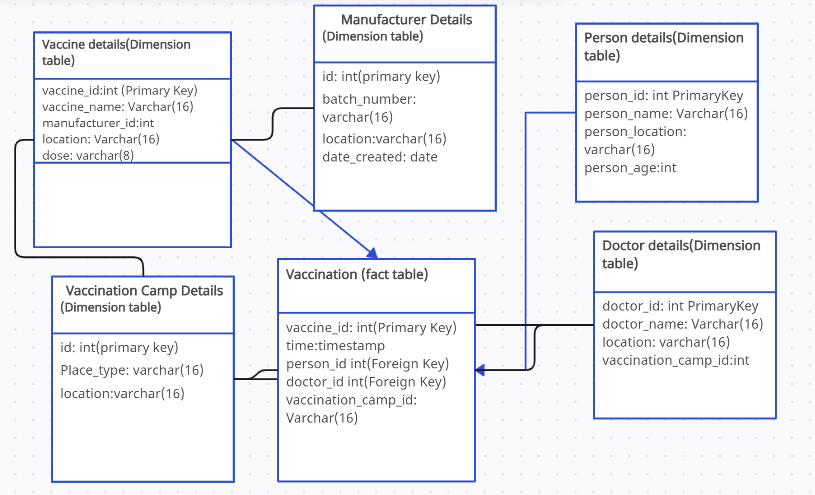 Vaccine details(Dimension
table)
vaccine_id:int (Primary Key)
vaccine_name: Varchar(16)
manufacturer_id:int
location: Varchar(16)
dose: varchar(8)
Manufacturer Details
(Dimension table)
id: int(primary key)
batch_number:
varchar(16)
location:varchar(16)
date_created: date
Person details(Dimension
table)
person_id: int PrimaryKey
person_name: Varchar(16)
person_location:
varchar(16)
person_age:int
Vaccination Camp Details
(Dimension table)
id: int(primary key)
Place_type: varchar(16)
location:varchar(16)
Vaccination (fact table)
vaccine_id: int(Primary Key)
time:timestamp
person_id int(Foreign Key)
doctor_id int(Foreign Key)
vaccination_camp_id:
Varchar(16)
Doctor details(Dimension
table)
doctor_id: int PrimaryKey
doctor_name: Varchar(16)
location: varchar(16)
vaccination_camp_id:int